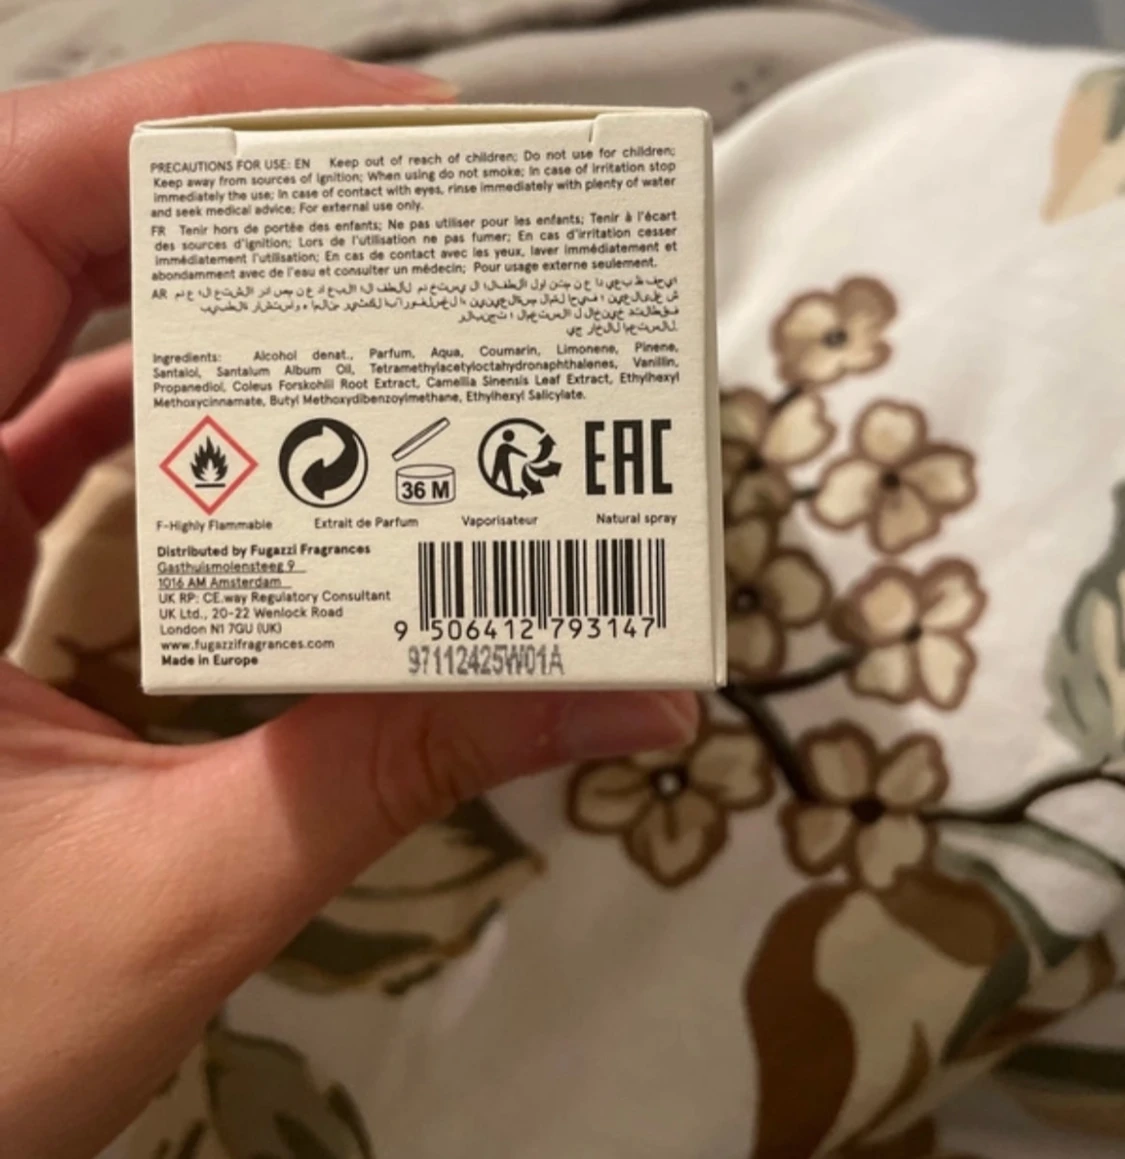 PRECAUTIONS FOR USE: EN Keep out of reach of children; Do not use for children;
Keep away from sources of ignition; When using do not smoke; In case of irritation stop
immediately the use; In case of contact with eyes, rinse immediately with plenty of water
and seek medical advice; For external use only.
FR Tenir hors de portée des enfants; Ne pas utiliser pour les enfants; Tenir à l'écart
des sources d'ignition; Lors de l'utilisation ne pas fumer; En cas d'irritation cesser
immédiatement l'utilisation; En cas de contact avec les yeux, laver immédiatement et
abondamment avec de l'eau et consulter un médecin; Pour usage externe seulement.
AR
Ingredients: Alcohol denat., Parfum, Aqua, Coumarin, Limonene, Pinene,
Santalol, Santalum Album Oil, Tetramethylacetyloctahydronaphthalenes, Vanillin,
Propanediol, Coleus Forskohlii Root Extract, Camellia Sinensis Leaf Extract, Ethylhexyl
Methoxycinnamate, Butyl Methoxydibenzoylmethane, Ethylhexyl Salicylate.
36 M
EAC
F-Highly Flammable Extrait de Parfum Vaporisateur Natural spray
Distributed by Fugazzi Fragrances
Gasthuismolensteeg 9
1016 AM Amsterdam
UK RP: CE.way Regulatory Consultant
UK Ltd., 20-22 Wenlock Road
London N1 7GU (UK)
www.fugazzifragrances.com
Made in Europe
9 506412 793147
97112425W01A